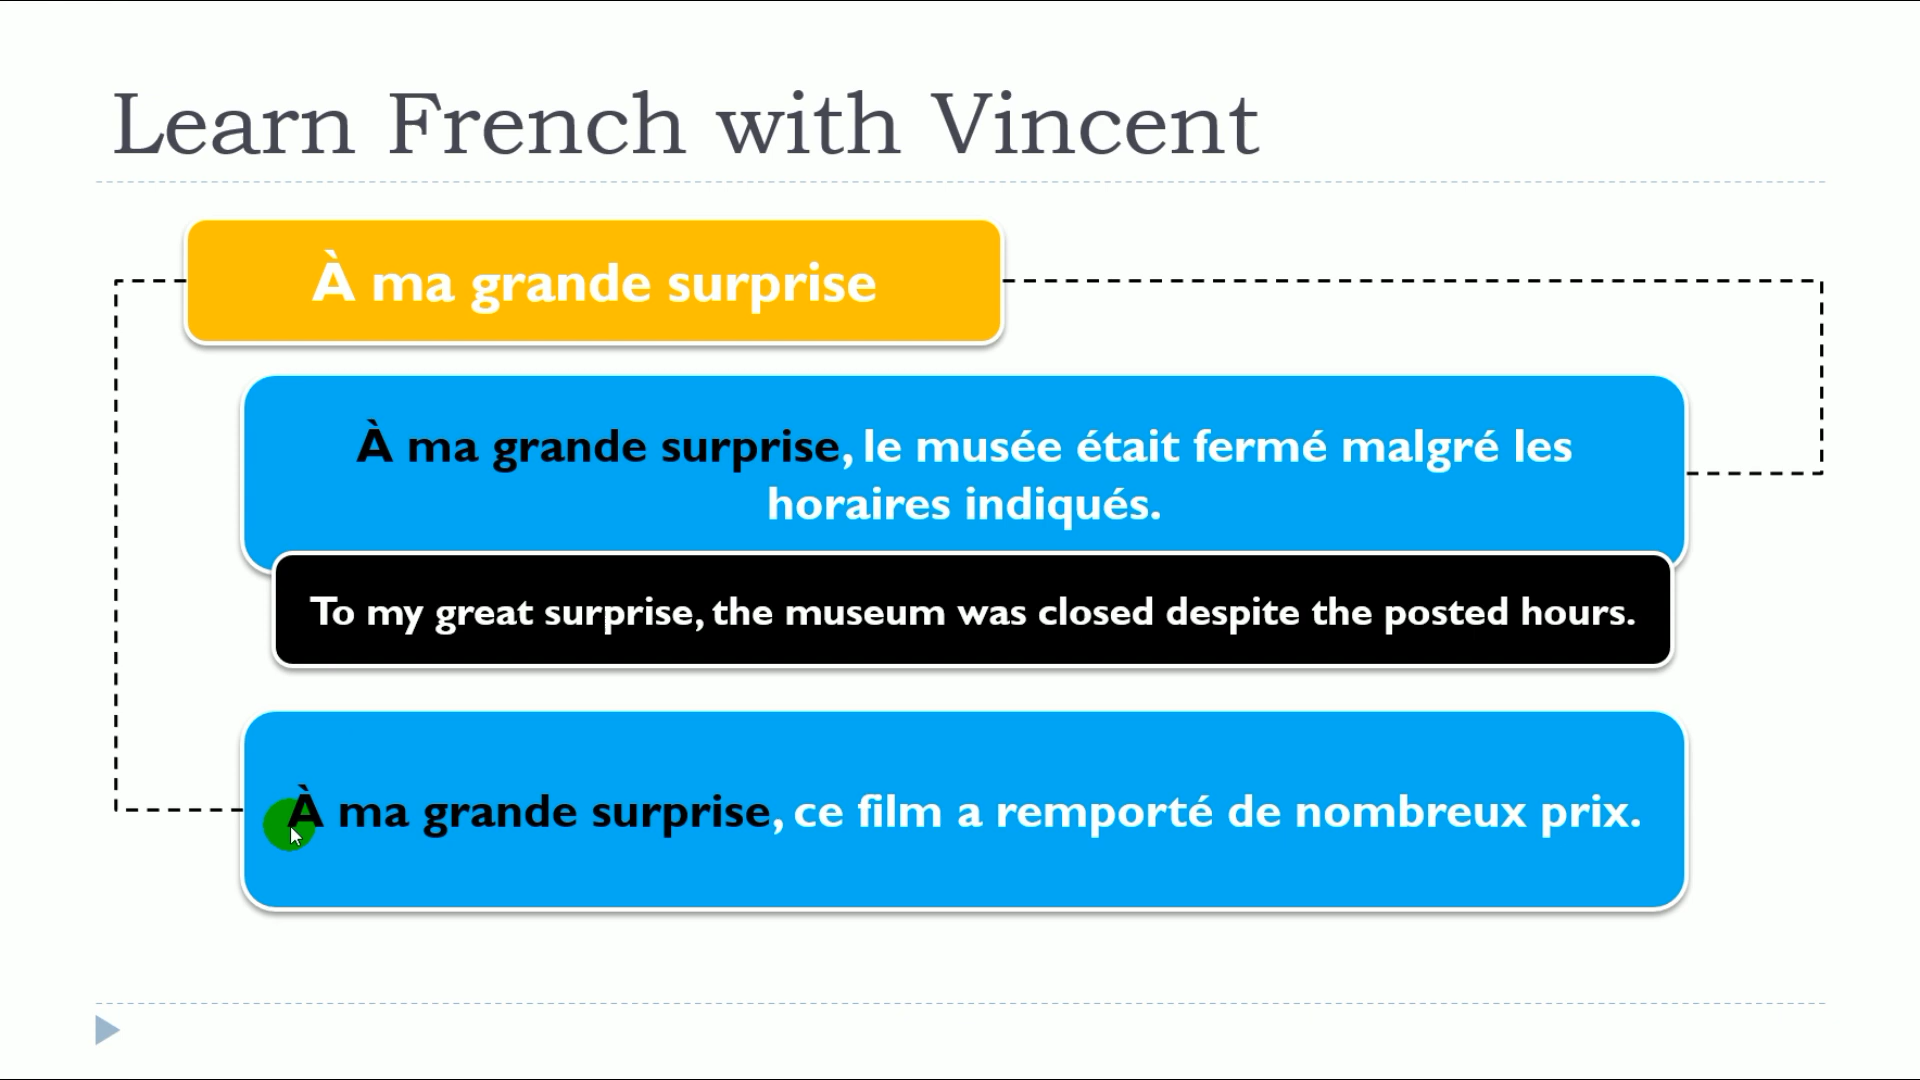 Learn French with Vincent
À ma grande surprise
À ma grande surprise, le musée était fermé malgré les
horaires indiqués.
To my great surprise, the museum was closed despite the posted hours.
À ma grande surprise, ce film a remporté de nombreux prix.